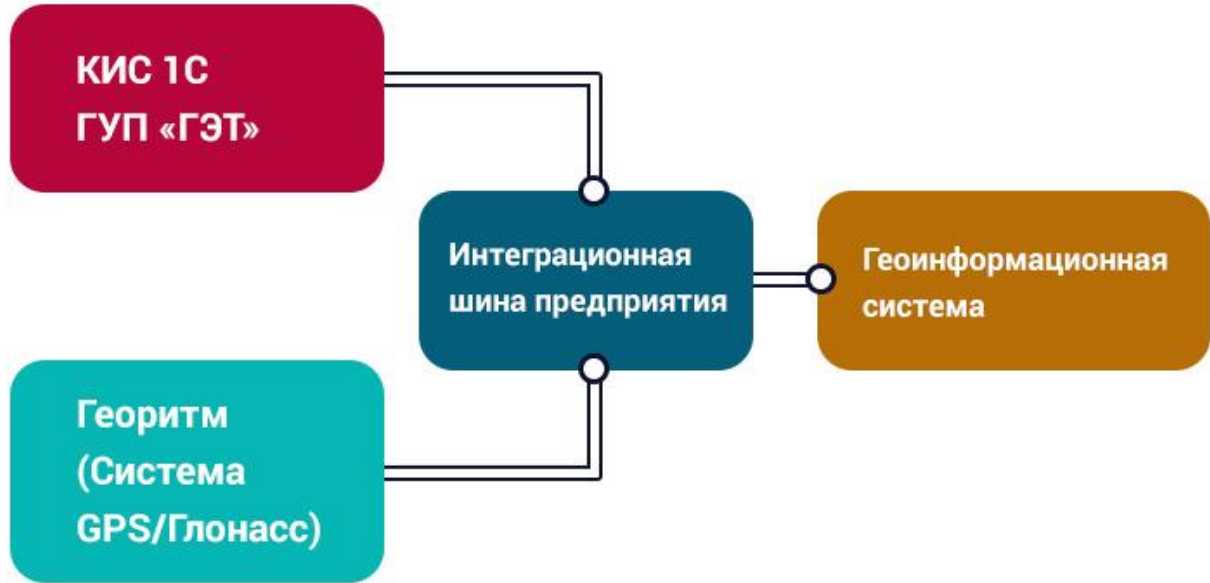 КИС 1С
ГУП «ГЭТ»
Интеграционная
шина предприятия
Геоинформационная
система
Георитм
(Система
GPS/Глонасс)